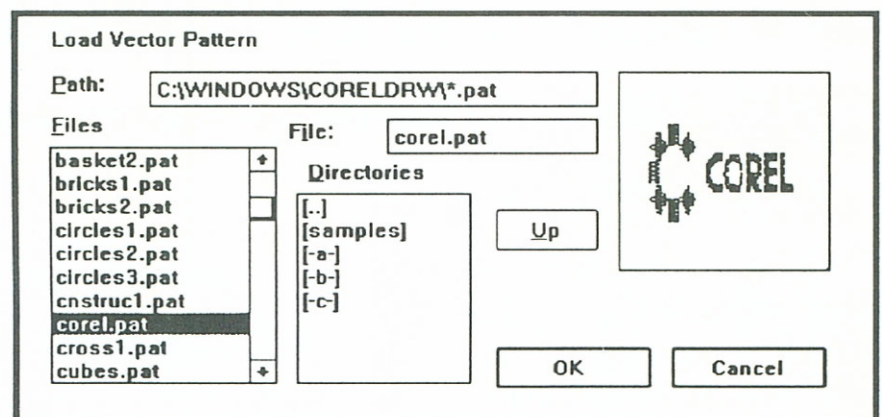 Load Vector Pattern
Path: C:\WINDOWS\CORELDRW\*.pat
Files
File: corel.pat
basket2.pat
bricks1.pat
bricks2.pat
circles1.pat
circles2.pat
circles3.pat
cnstruc1.pat
corel.pat
cross1.pat
cubes.pat
Directories
[..]
[samples]
[-a-]
[-b-]
[-c-]
Up
COREL
OK
Cancel